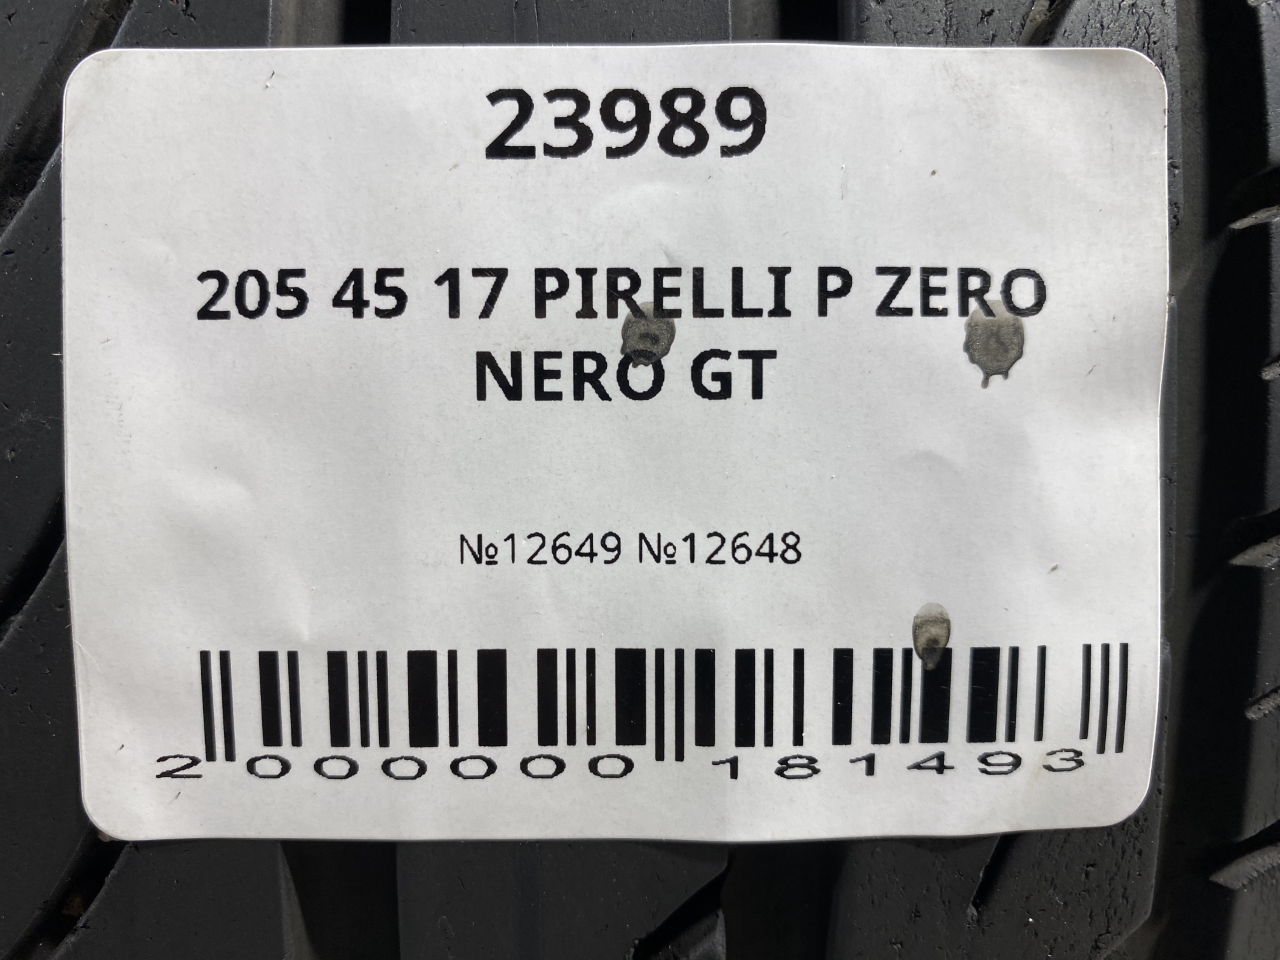 23989
205 45 17 PIRELLI P ZERO
NERO GT
№12649 №12648
2 000000 181493